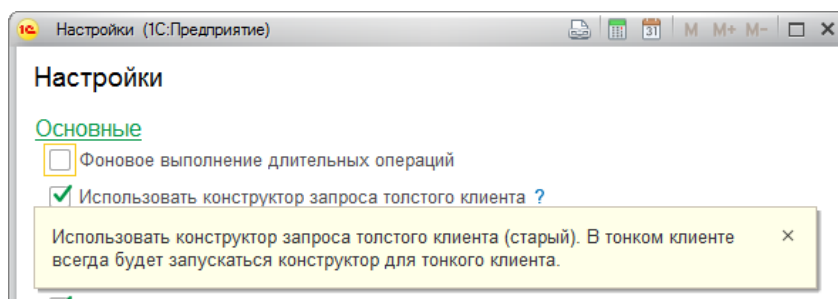 1С Настройки (1С:Предприятие) 31 M M+ M-
Настройки
Основные
Фоновое выполнение длительных операций
Использовать конструктор запроса толстого клиента ?
Использовать конструктор запроса толстого клиента (старый). В тонком клиенте
всегда будет запускаться конструктор для тонкого клиента.